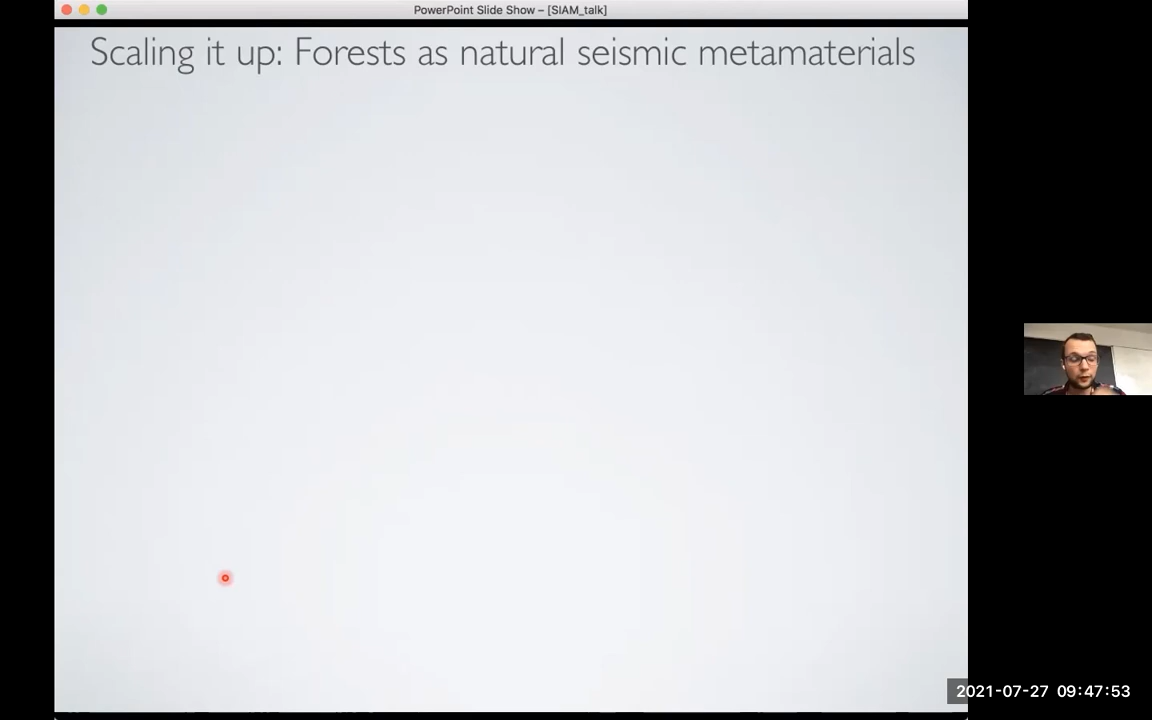 PowerPoint Slide Show – [SIAM_talk]
Scaling it up: Forests as natural seismic metamaterials
2021-07-27 09:47:53